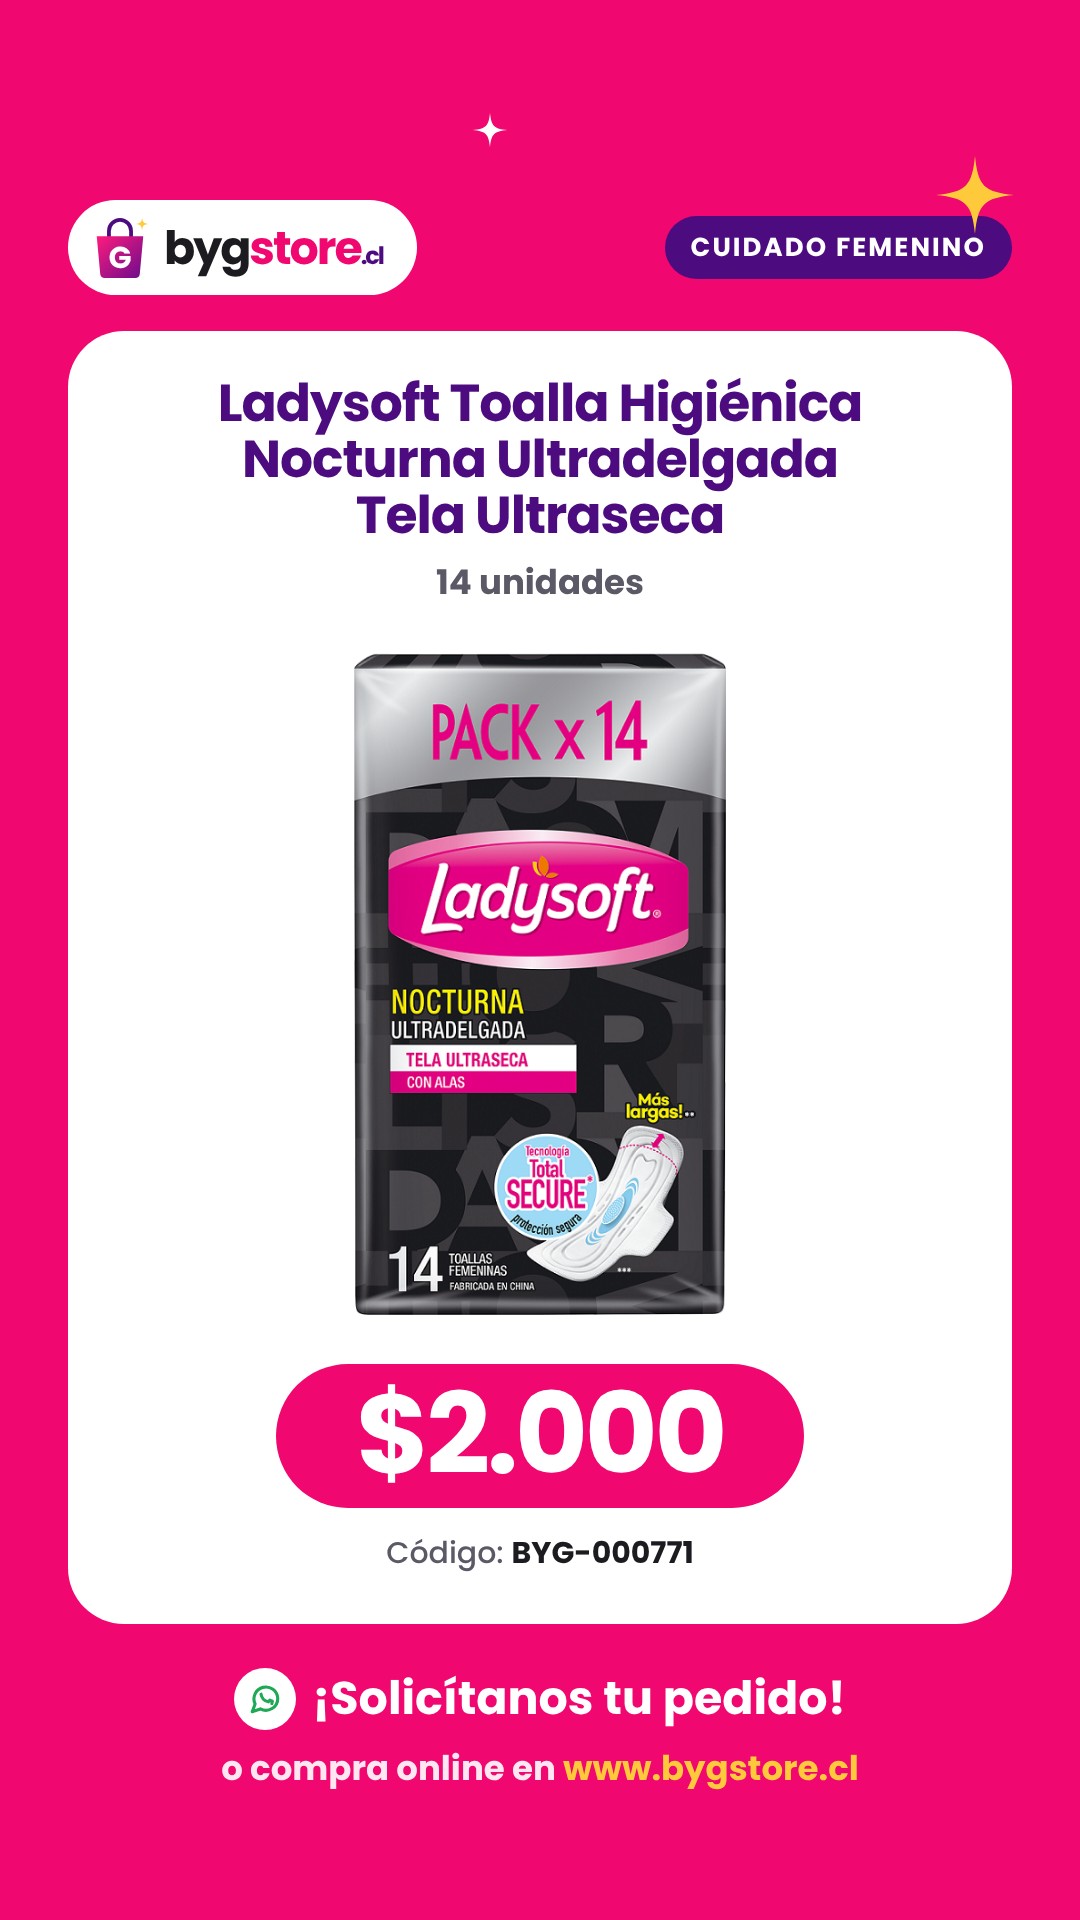 G bygstore.cl
CUIDADO FEMENINO
Ladysoft Toalla Higiénica
Nocturna Ultradelgada
Tela Ultraseca
14 unidades
PACK x 14
Ladysoft®
NOCTURNA
ULTRADELGADA
TELA ULTRASECA
CON ALAS
Más
largas!
Tecnología
Total
SECURE*
protección segura
14 TOALLAS
FEMENINAS
FABRICADA EN CHINA
$2.000
Código: BYG-000771
¡Solicítanos tu pedido!
o compra online en www.bygstore.cl